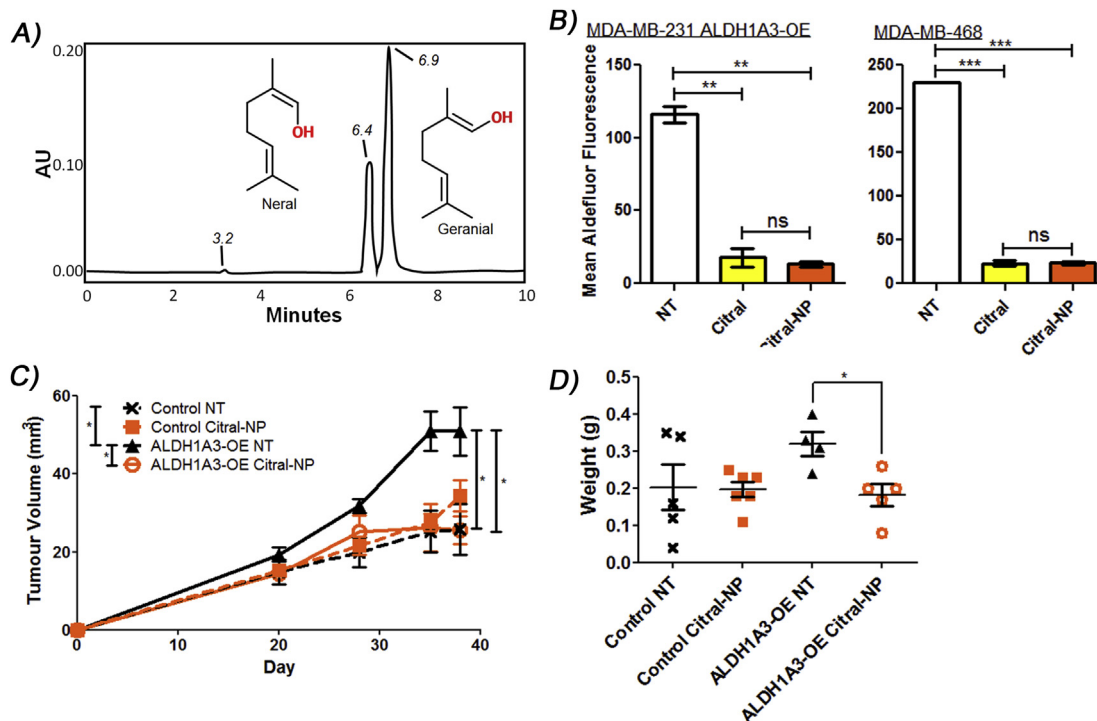 A)
0.20
0.10
0.00
AU
3.2
6.4
6.9
OH
Neral
OH
Geranial
0 2 4 6 8 10
Minutes
B)
MDA-MB-231 ALDH1A3-OE
Mean Aldefluor Fluorescence
150
100
50
0
**
**
ns
NT
Citral
Citral-NP
MDA-MB-468
250
200
150
100
50
0
***
***
ns
NT
Citral
Citral-NP
C)
Tumour Volume (mm3)
60
40
20
0
*
*
Control NT
Control Citral-NP
ALDH1A3-OE NT
ALDH1A3-OE Citral-NP
*
*
0 10 20 30 40
Day
D)
Weight (g)
0.5
0.4
0.3
0.2
0.1
0.0
*
Control NT
Control Citral-NP
ALDH1A3-OE NT
ALDH1A3-OE Citral-NP